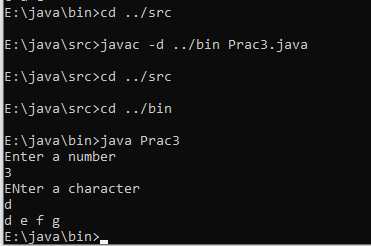 E:\java\bin>cd ../src
E:\java\src>javac -d ../bin Prac3.java
E:\java\src>cd ../src
E:\java\src>cd ../bin
E:\java\bin>java Prac3
Enter a number
3
ENter a character
d
d e f g
E:\java\bin>